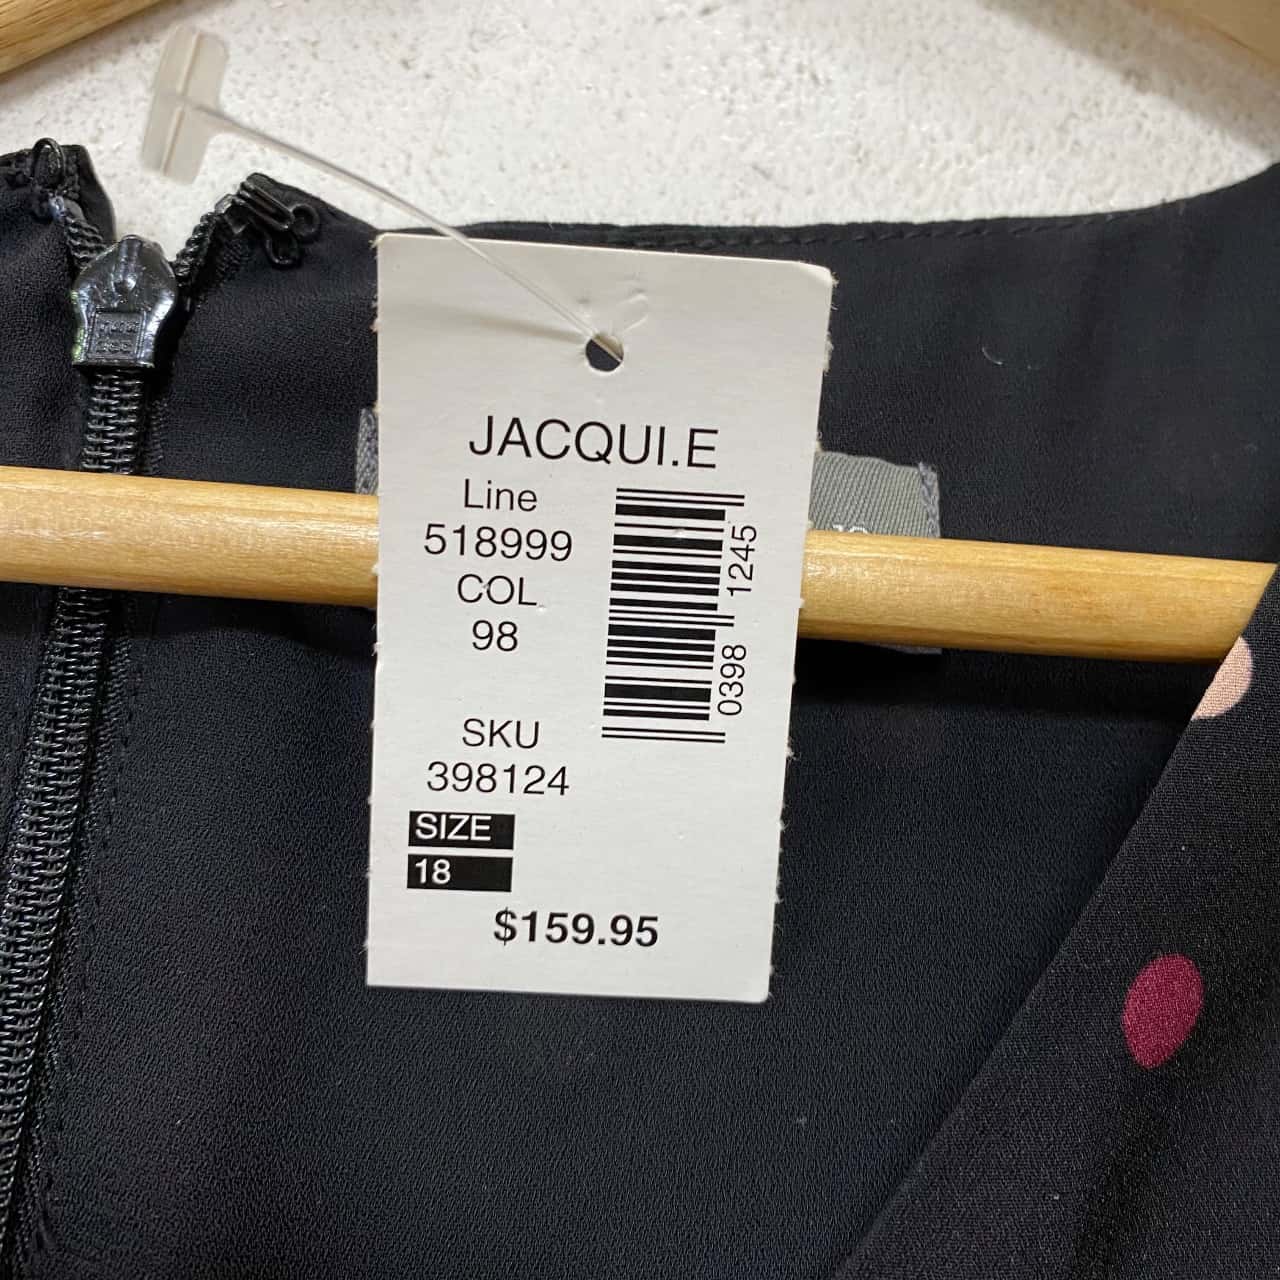 JACQUI.E
Line
518999
COL
98
SKU
398124
SIZE
18
$159.95
0398 1245